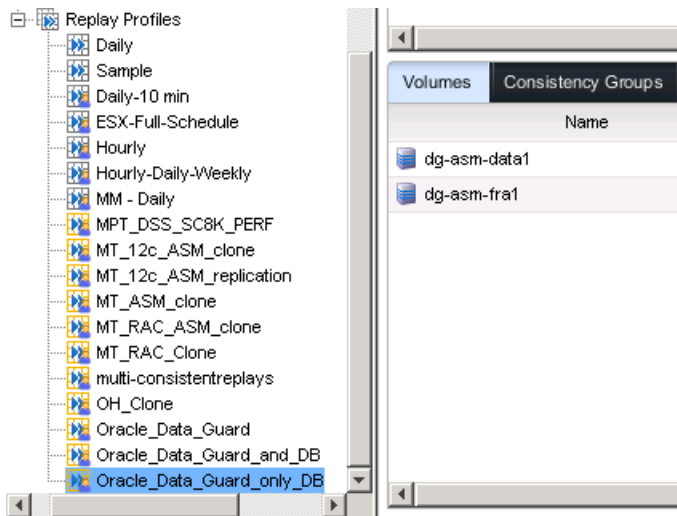 Replay Profiles
Daily
Sample
Daily-10 min
ESX-Full-Schedule
Hourly
Hourly-Daily-Weekly
MM - Daily
MPT_DSS_SC8K_PERF
MT_12c_ASM_clone
MT_12c_ASM_replication
MT_ASM_clone
MT_RAC_ASM_clone
MT_RAC_Clone
multi-consistentreplays
OH_Clone
Oracle_Data_Guard
Oracle_Data_Guard_and_DB
Oracle_Data_Guard_only_DB
Volumes
Consistency Groups
Name
dg-asm-data1
dg-asm-fra1